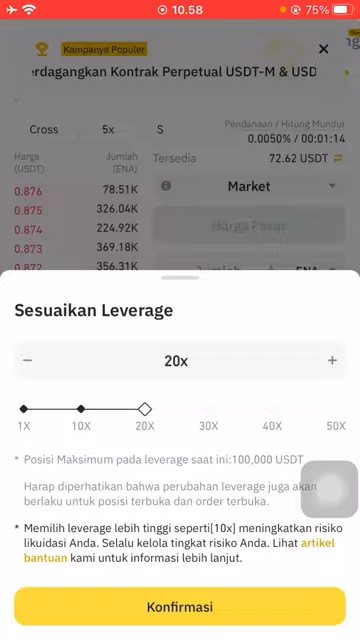 10.58
75%
Kampanye Populer
erdagangkan Kontrak Perpetual USDT-M & USD
Cross 5x S
Pendanaan / Hitung Mundur
0.0050% / 00:01:14
Harga (USDT) Jumlah (ENA)
Tersedia 72.62 USDT
0.876 78.51K
Market
0.875 326.04K
0.874 224.92K
Harga Pasar
0.873 369.18K
0.872 356.31K
Jumlah ENA
Sesuaikan Leverage
− 20x +
1X 10X 20X 30X 40X 50X
* Posisi Maksimum pada leverage saat ini:100,000 USDT
Harap diperhatikan bahwa perubahan leverage juga akan
berlaku untuk posisi terbuka dan order terbuka.
* Memilih leverage lebih tinggi seperti[10x] meningkatkan risiko
likuidasi Anda. Selalu kelola tingkat risiko Anda. Lihat artikel
bantuan kami untuk informasi lebih lanjut.
Konfirmasi